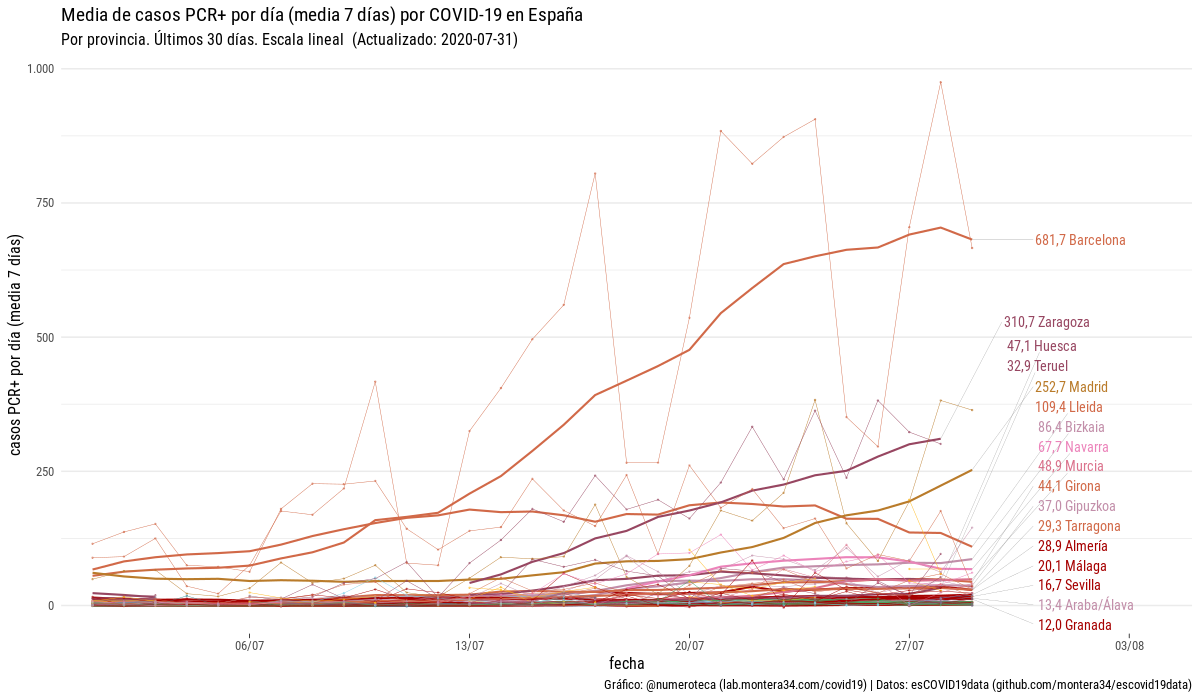 Media de casos PCR+ por día (media 7 días) por COVID-19 en España
Por provincia. Últimos 30 días. Escala lineal  (Actualizado: 2020-07-31)
casos PCR+ por día (media 7 días)
1.000
750
500
250
0
681,7 Barcelona
310,7 Zaragoza
47,1 Huesca
32,9 Teruel
252,7 Madrid
109,4 Lleida
86,4 Bizkaia
67,7 Navarra
48,9 Murcia
44,1 Girona
37,0 Gipuzkoa
29,3 Tarragona
28,9 Almería
20,1 Málaga
16,7 Sevilla
13,4 Araba/Álava
12,0 Granada
06/07 13/07 20/07 27/07 03/08
fecha
Gráfico: @numeroteca (lab.montera34.com/covid19) | Datos: esCOVID19data (github.com/montera34/escovid19data)